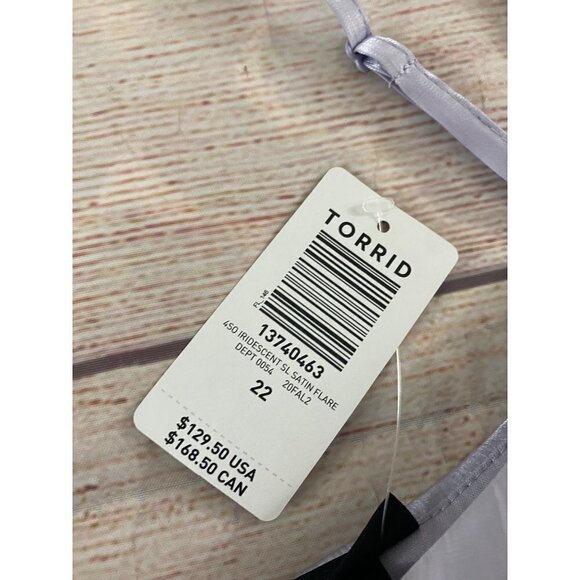 TORRID
13740463
4SO IRIDESCENT SL SATIN FLARE
DEPT 0054 20FAL2
22
$129.50 USA
$168.50 CAN